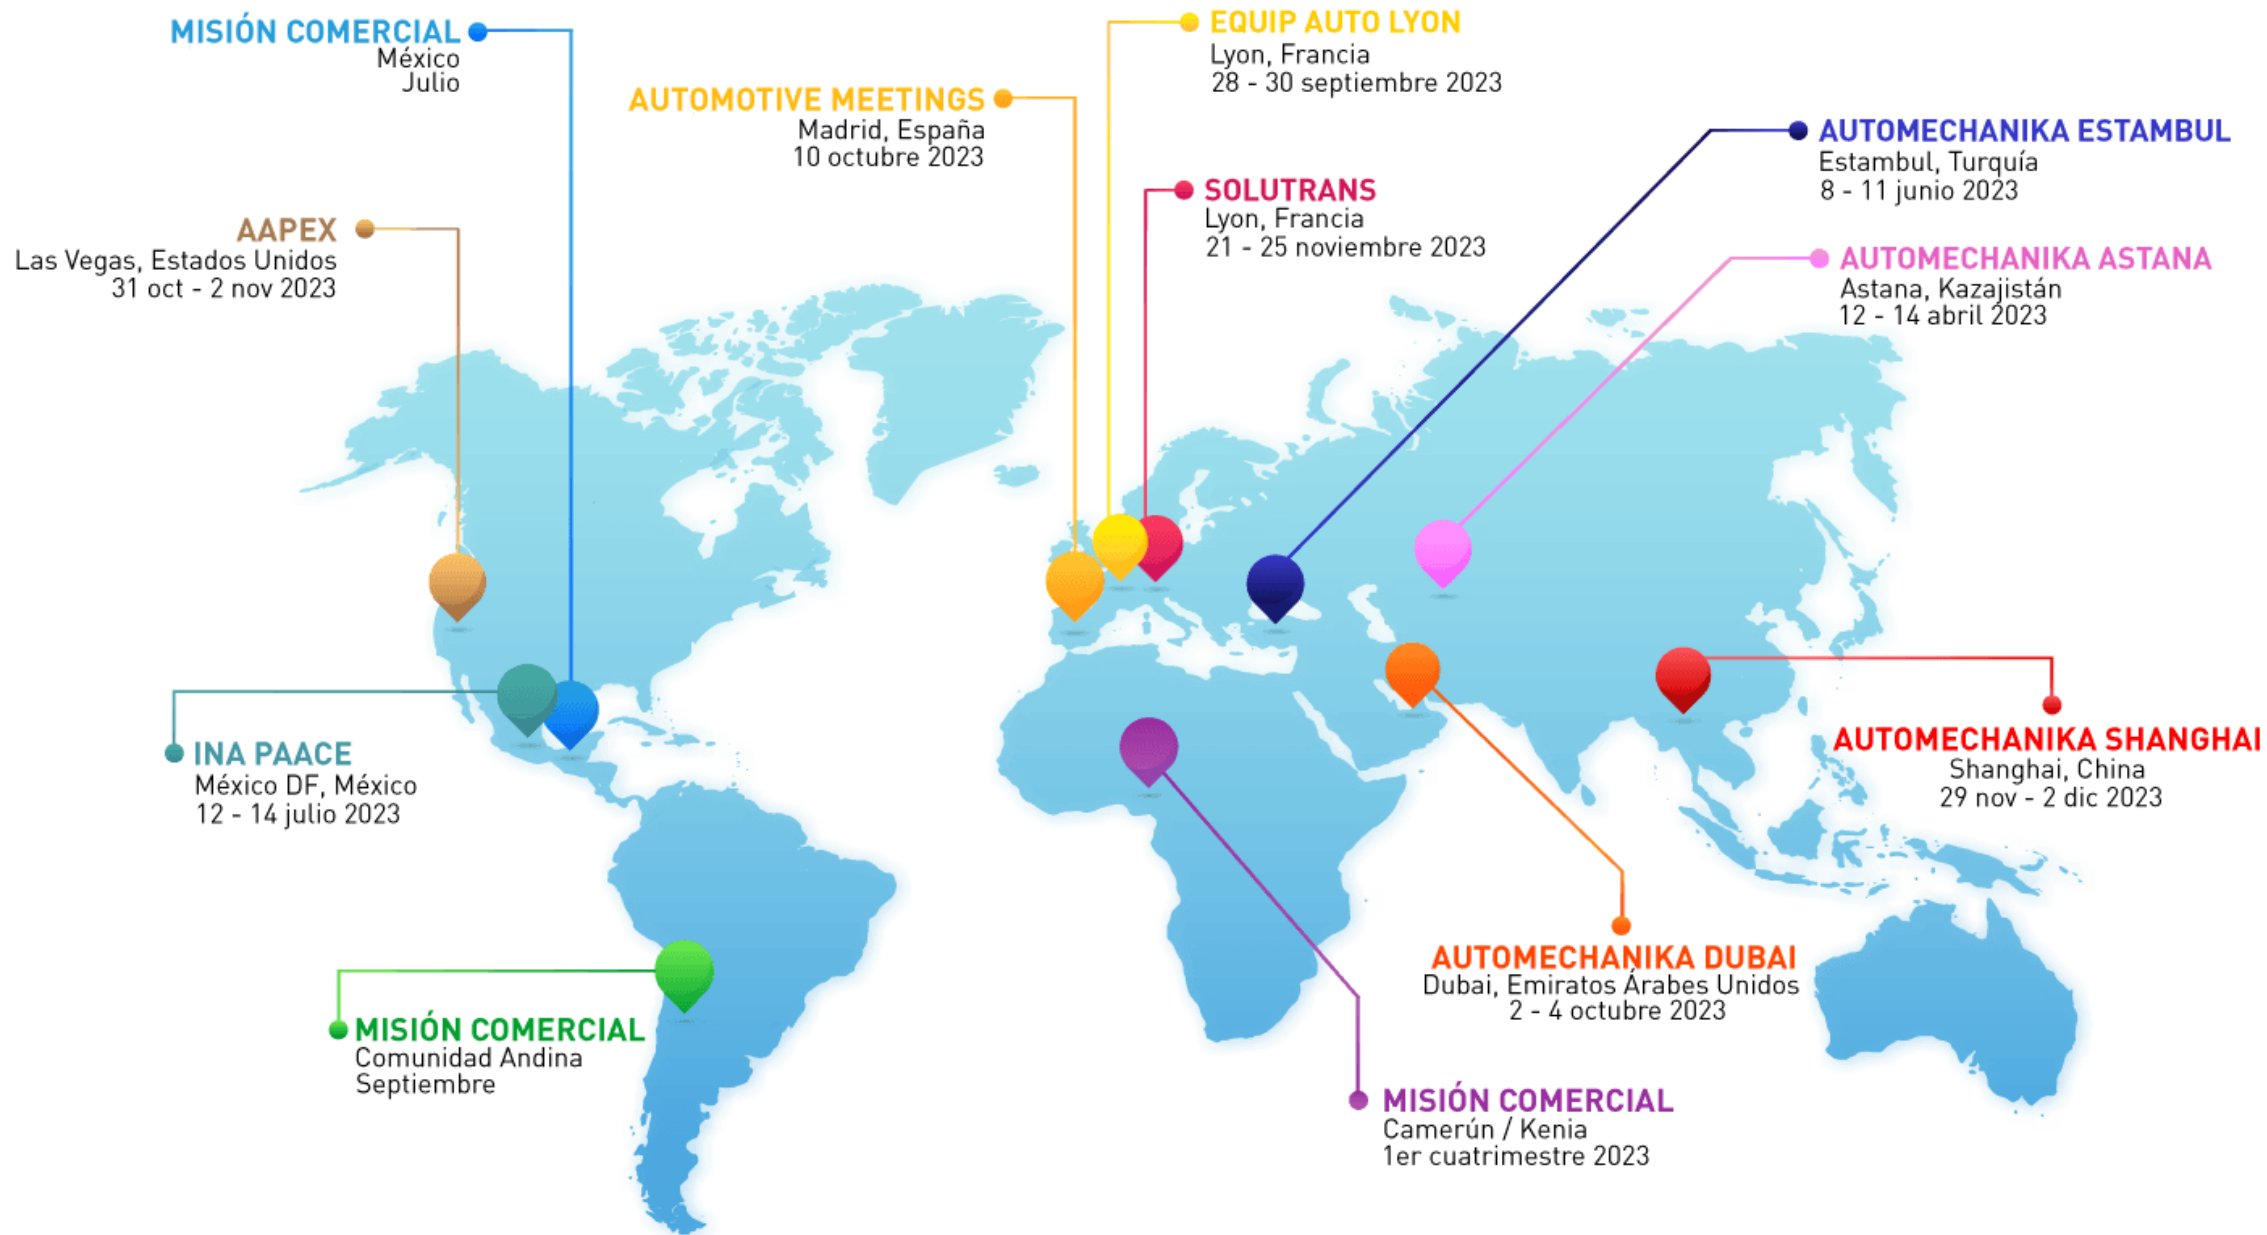 MISIÓN COMERCIAL
México
Julio
EQUIP AUTO LYON
Lyon, Francia
28 - 30 septiembre 2023
AUTOMOTIVE MEETINGS
Madrid, España
10 octubre 2023
AUTOMECHANIKA ESTAMBUL
Estambul, Turquía
8 - 11 junio 2023
SOLUTRANS
Lyon, Francia
21 - 25 noviembre 2023
AAPEX
Las Vegas, Estados Unidos
31 oct - 2 nov 2023
AUTOMECHANIKA ASTANA
Astana, Kazajistán
12 - 14 abril 2023
INA PAACE
México DF, México
12 - 14 julio 2023
AUTOMECHANIKA SHANGHAI
Shanghai, China
29 nov - 2 dic 2023
AUTOMECHANIKA DUBAI
Dubai, Emiratos Árabes Unidos
2 - 4 octubre 2023
MISIÓN COMERCIAL
Comunidad Andina
Septiembre
MISIÓN COMERCIAL
Camerún / Kenia
1er cuatrimestre 2023